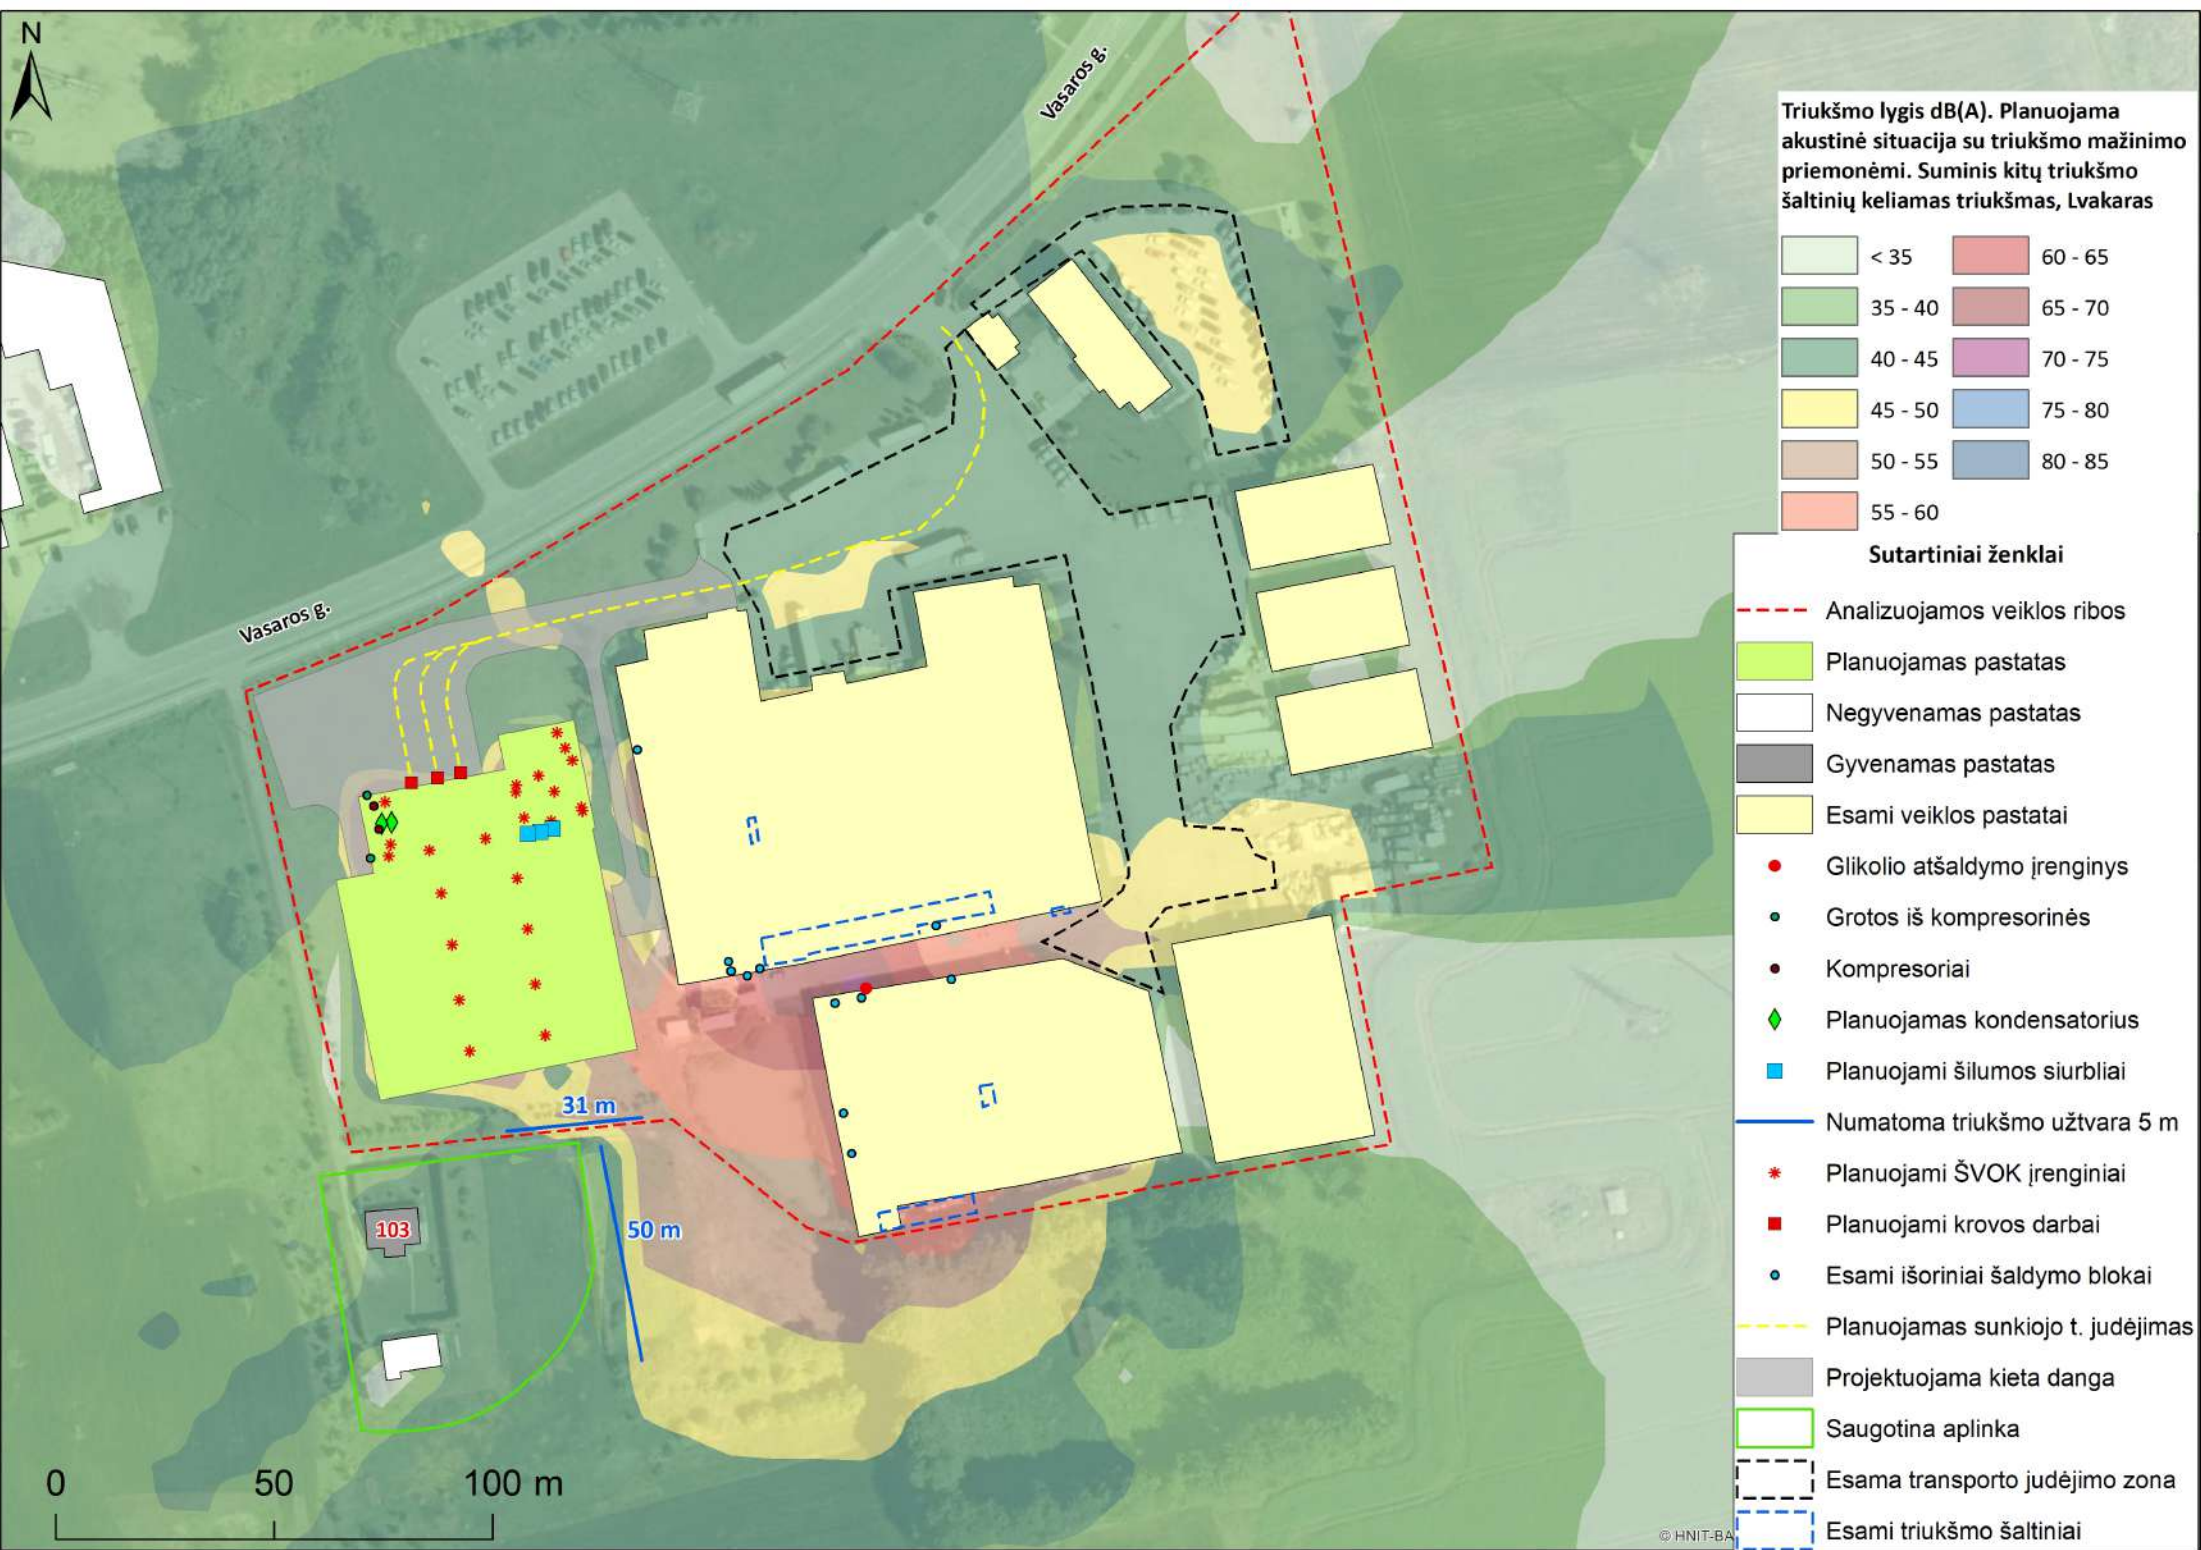 N
Vasaros g.
Triukšmo lygis dB(A). Planuojama
akustinė situacija su triukšmo mažinimo
priemonėmi. Suminis kitų triukšmo
šaltinių keliamas triukšmas, Lvakaras
< 35
60 - 65
35 - 40
65 - 70
40 - 45
70 - 75
45 - 50
75 - 80
50 - 55
80 - 85
55 - 60
Sutartiniai ženklai
Analizuojamos veiklos ribos
Planuojamas pastatas
Negyvenamas pastatas
Gyvenamas pastatas
Esami veiklos pastatai
Glikolio atšaldymo įrenginys
Grotos iš kompresorinės
Kompresoriai
Planuojamas kondensatorius
Planuojami šilumos siurbliai
Numatoma triukšmo užtvara 5 m
Planuojami ŠVOK įrenginiai
Planuojami krovos darbai
Esami išoriniai šaldymo blokai
Planuojamas sunkiojo t. judėjimas
Projektuojama kieta danga
Saugotina aplinka
Esama transporto judėjimo zona
Esami triukšmo šaltiniai
Vasaros g.
31 m
103
50 m
0 50 100 m
© HNIT-BA